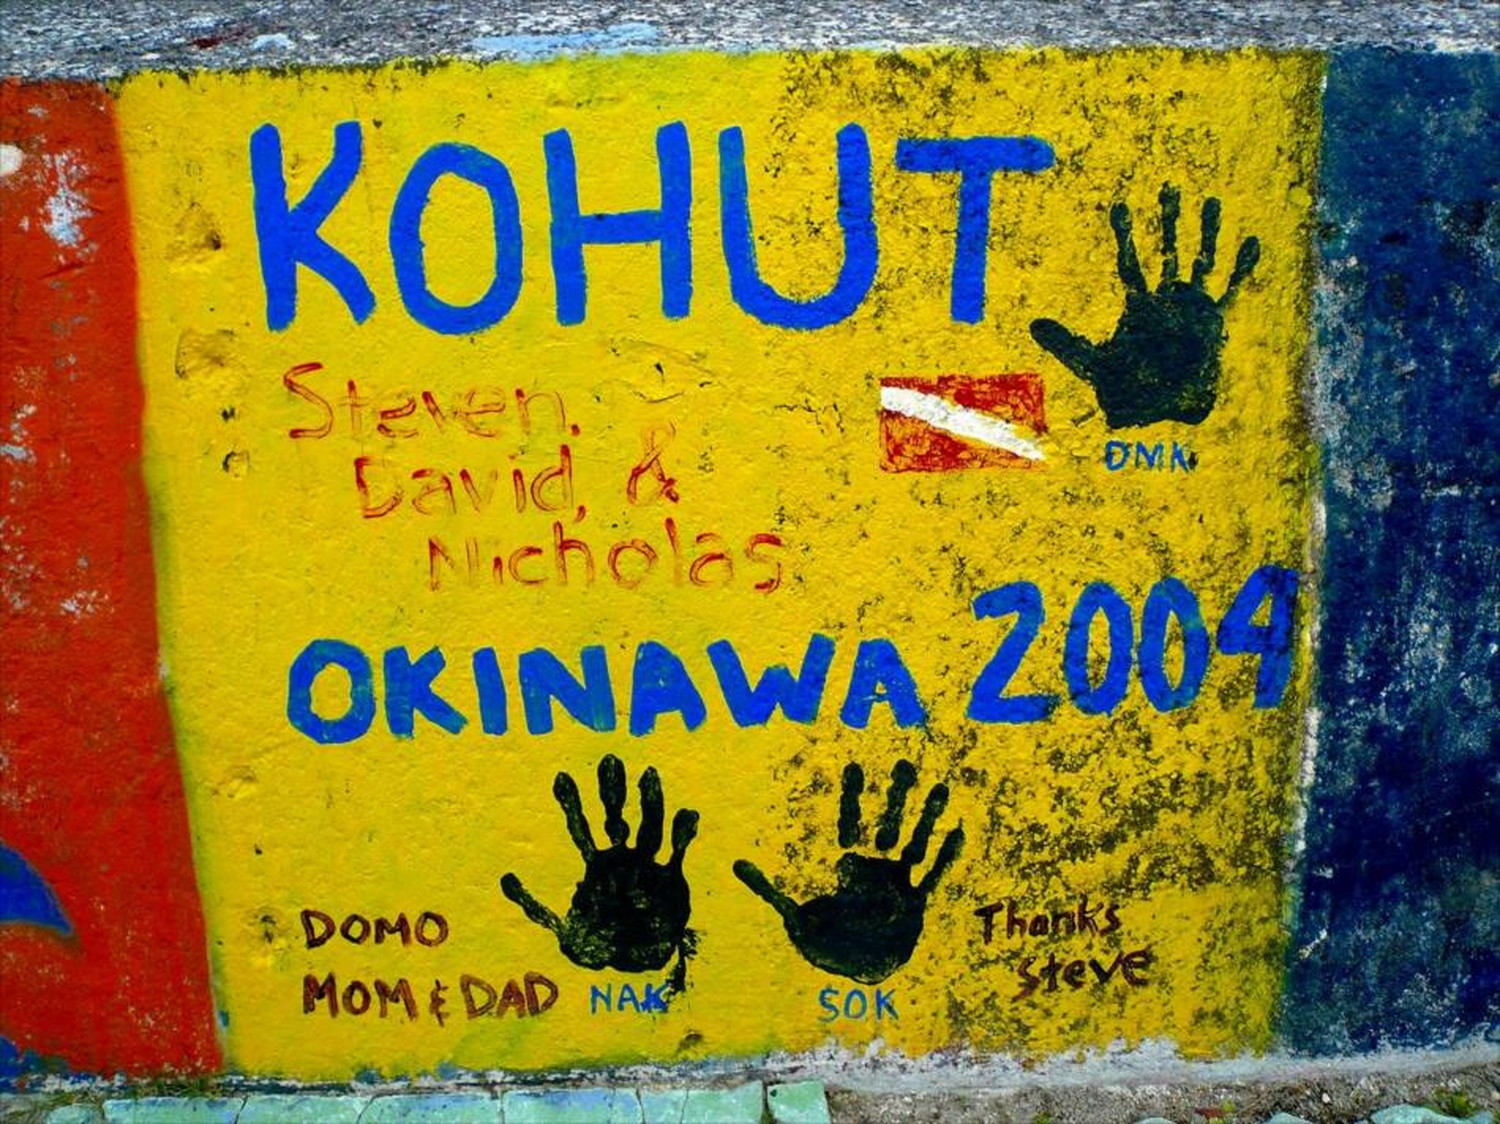 KOHUT
Steven,
David, &
Nicholas
DMK
OKINAWA 2004
DOMO
MOM & DAD
NAK
SOK
Thanks
Steve